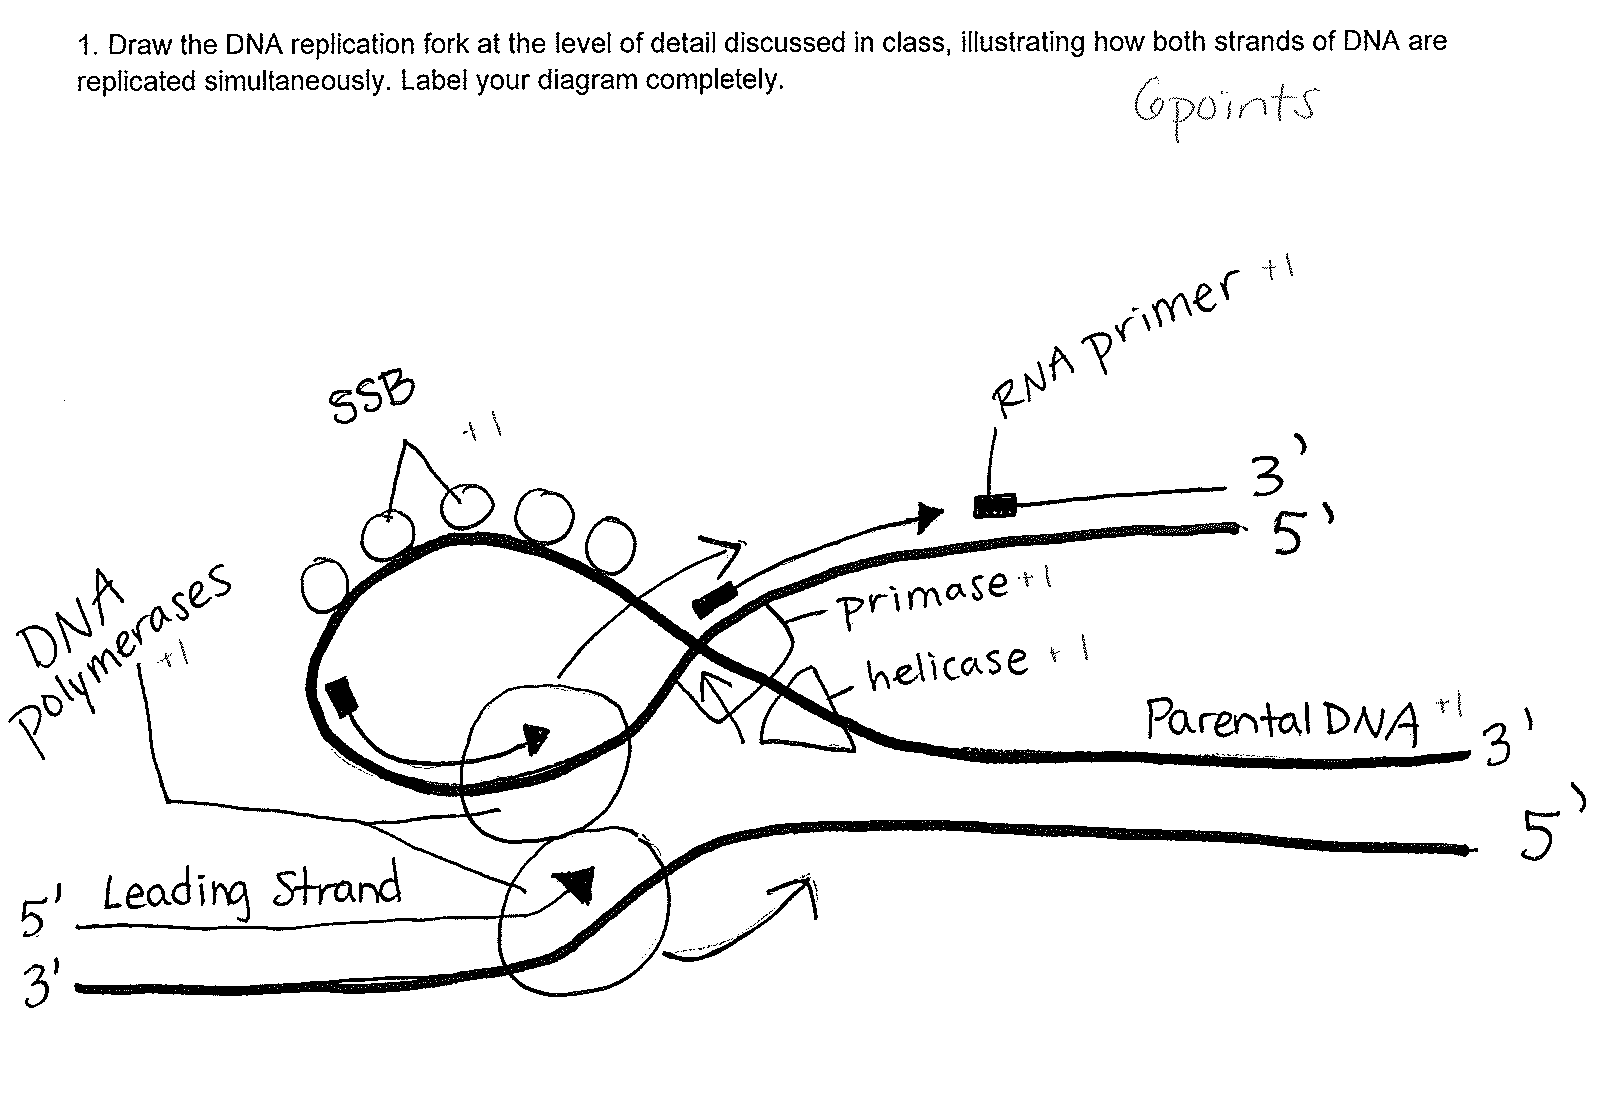 1. Draw the DNA replication fork at the level of detail discussed in class, illustrating how both strands of DNA are
replicated simultaneously. Label your diagram completely.
6points
RNA primer +1
SSB
+1
3'
5'
DNA
polymerases
+1
primase +1
helicase +1
Parental DNA +1
3'
5'
Leading Strand
5'
3'